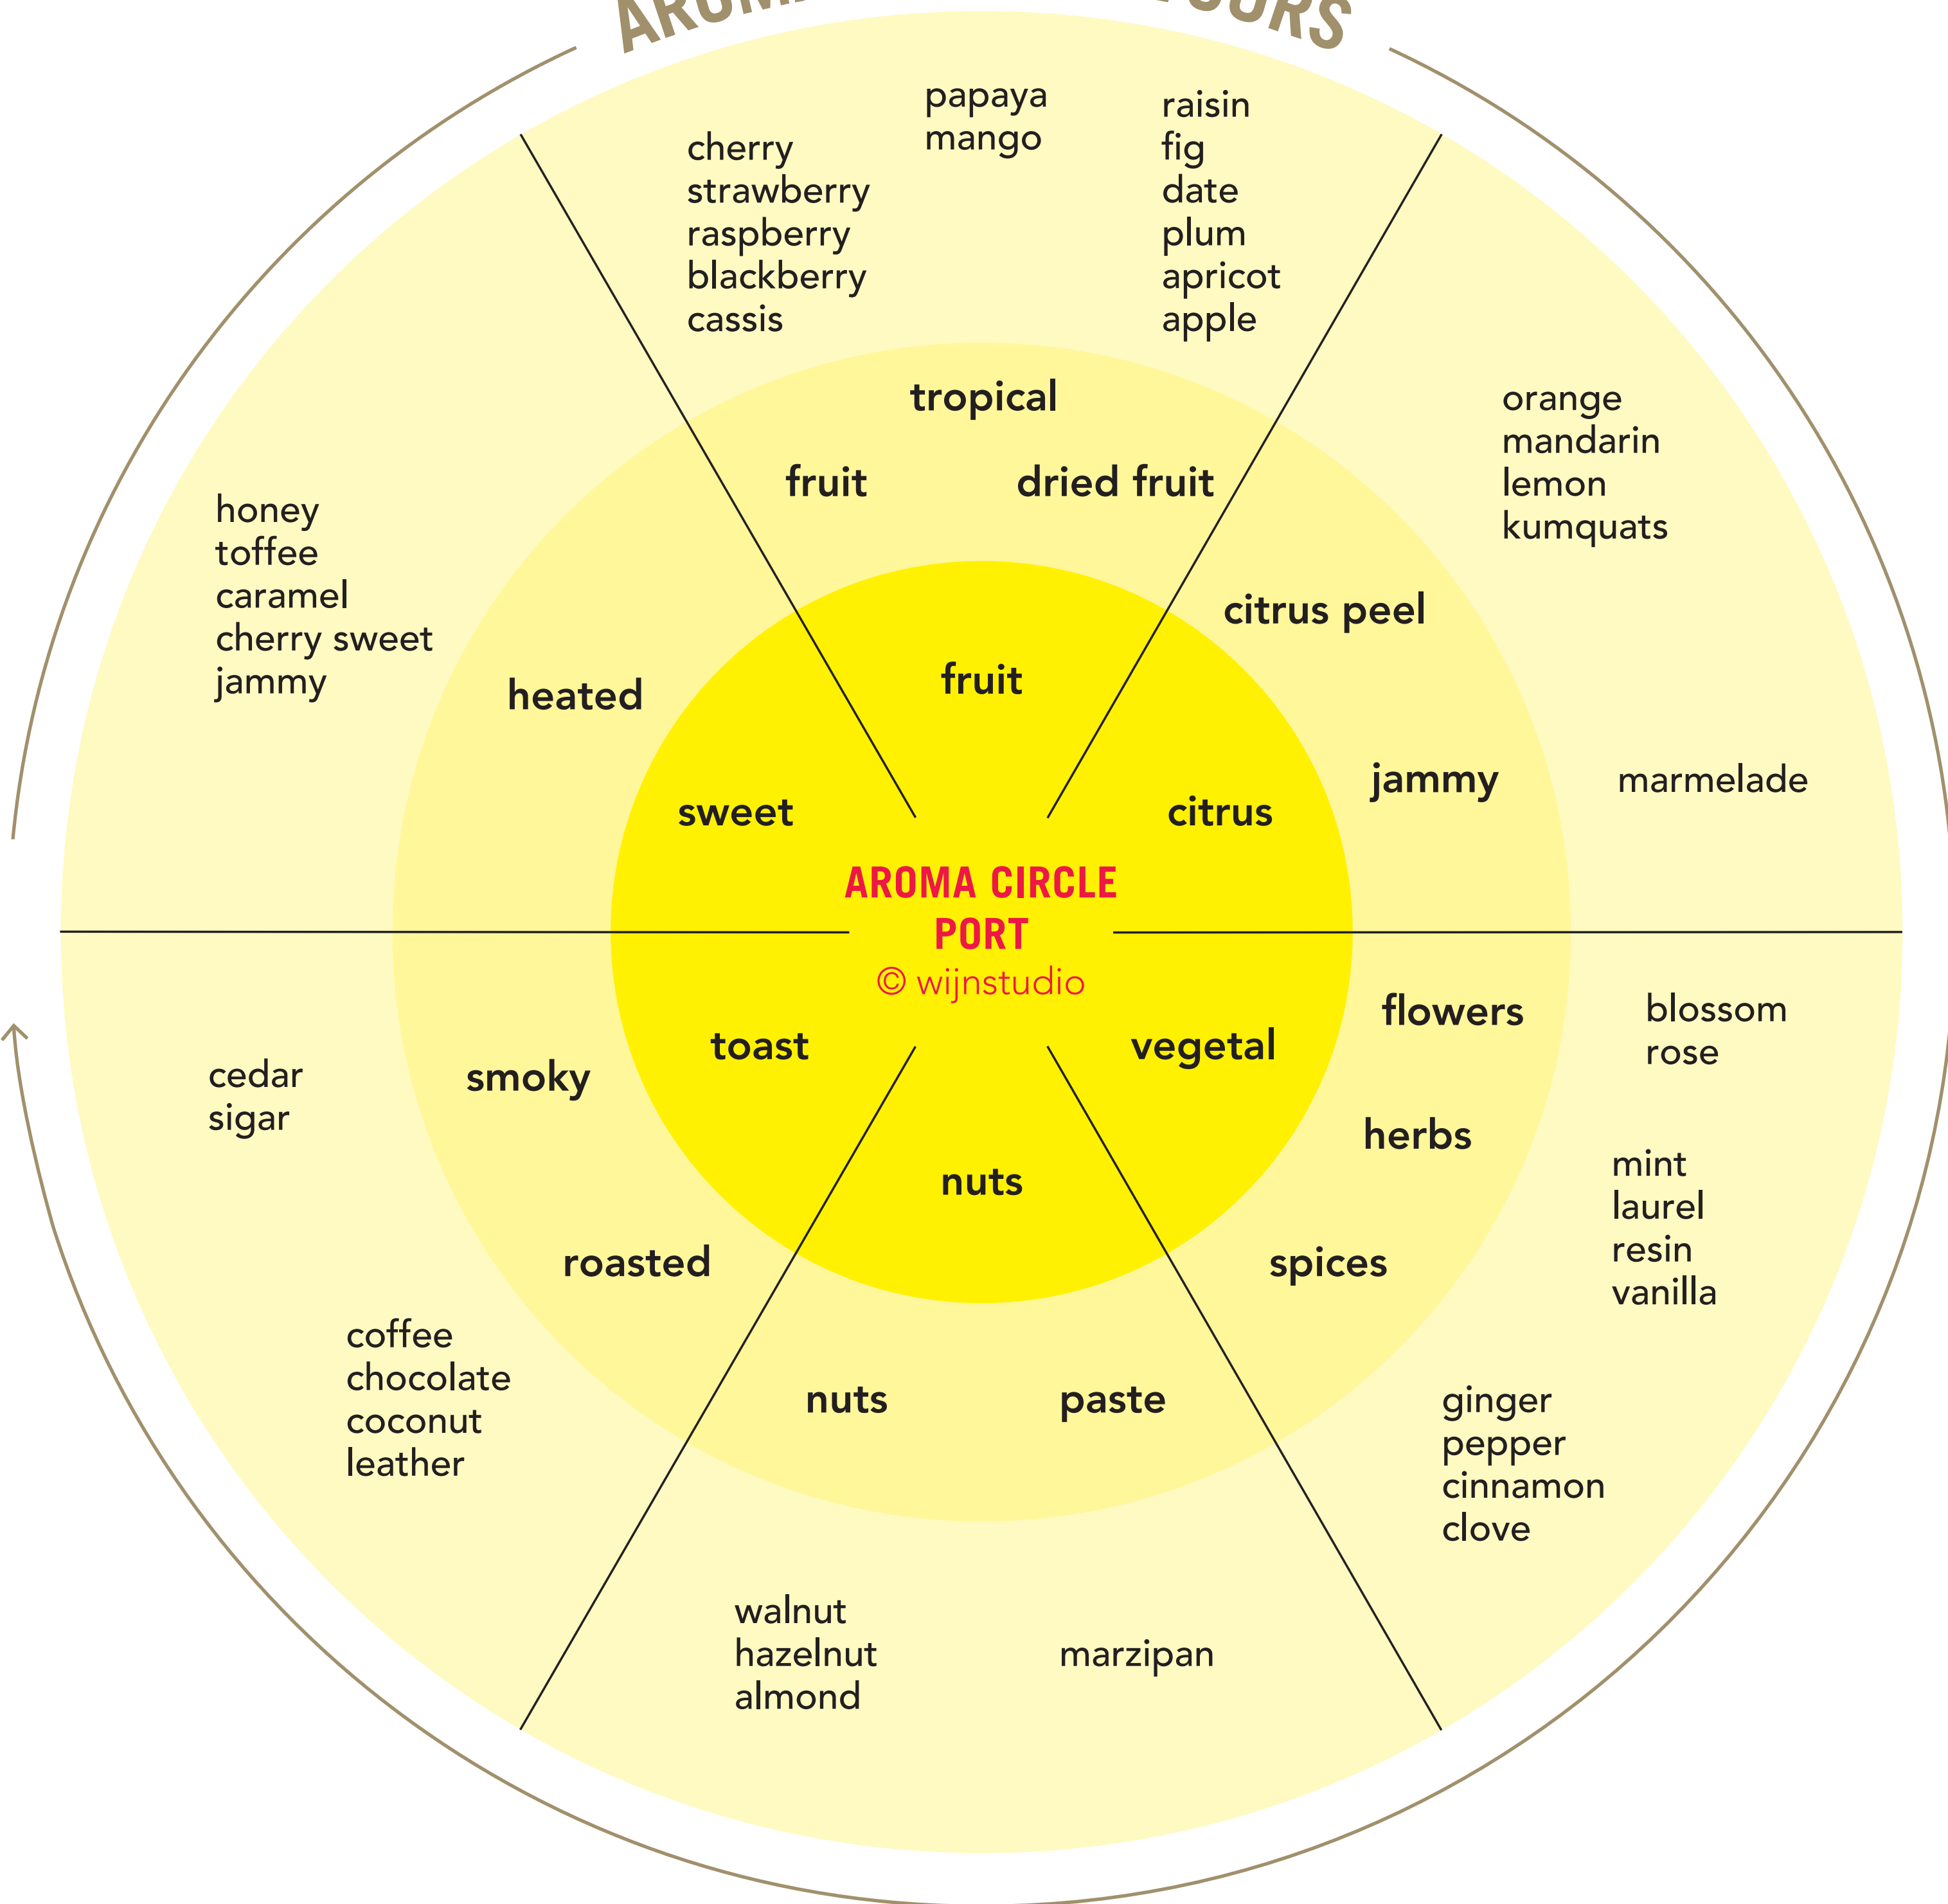 papaya
mango
raisin
fig
date
plum
apricot
apple
cherry
strawberry
raspberry
blackberry
cassis
tropical
fruit
dried fruit
fruit
orange
mandarin
lemon
kumquats
citrus peel
jammy
marmelade
citrus
honey
toffee
caramel
cherry sweet
jammy
heated
sweet
AROMA CIRCLE
PORT
© wijnstudio
toast
vegetal
nuts
flowers
blossom
rose
herbs
mint
laurel
resin
vanilla
spices
ginger
pepper
cinnamon
clove
cedar
sigar
smoky
roasted
coffee
chocolate
coconut
leather
nuts
paste
walnut
hazelnut
almond
marzipan